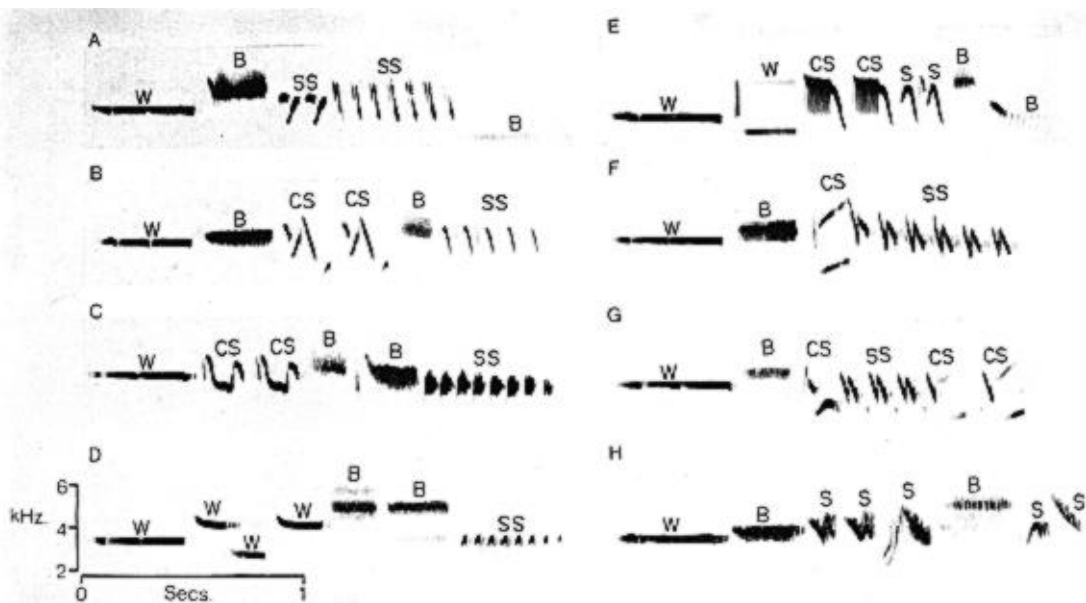 A
W B SS SS B
B
W B CS CS B SS
C
W CS CS B B SS
D
W W W W B B SS
6
kHz 4
2
0 Secs. 1
E
W W CS CS S S B B
F
W B CS SS
G
W B CS SS CS CS
H
W B S S S B S S